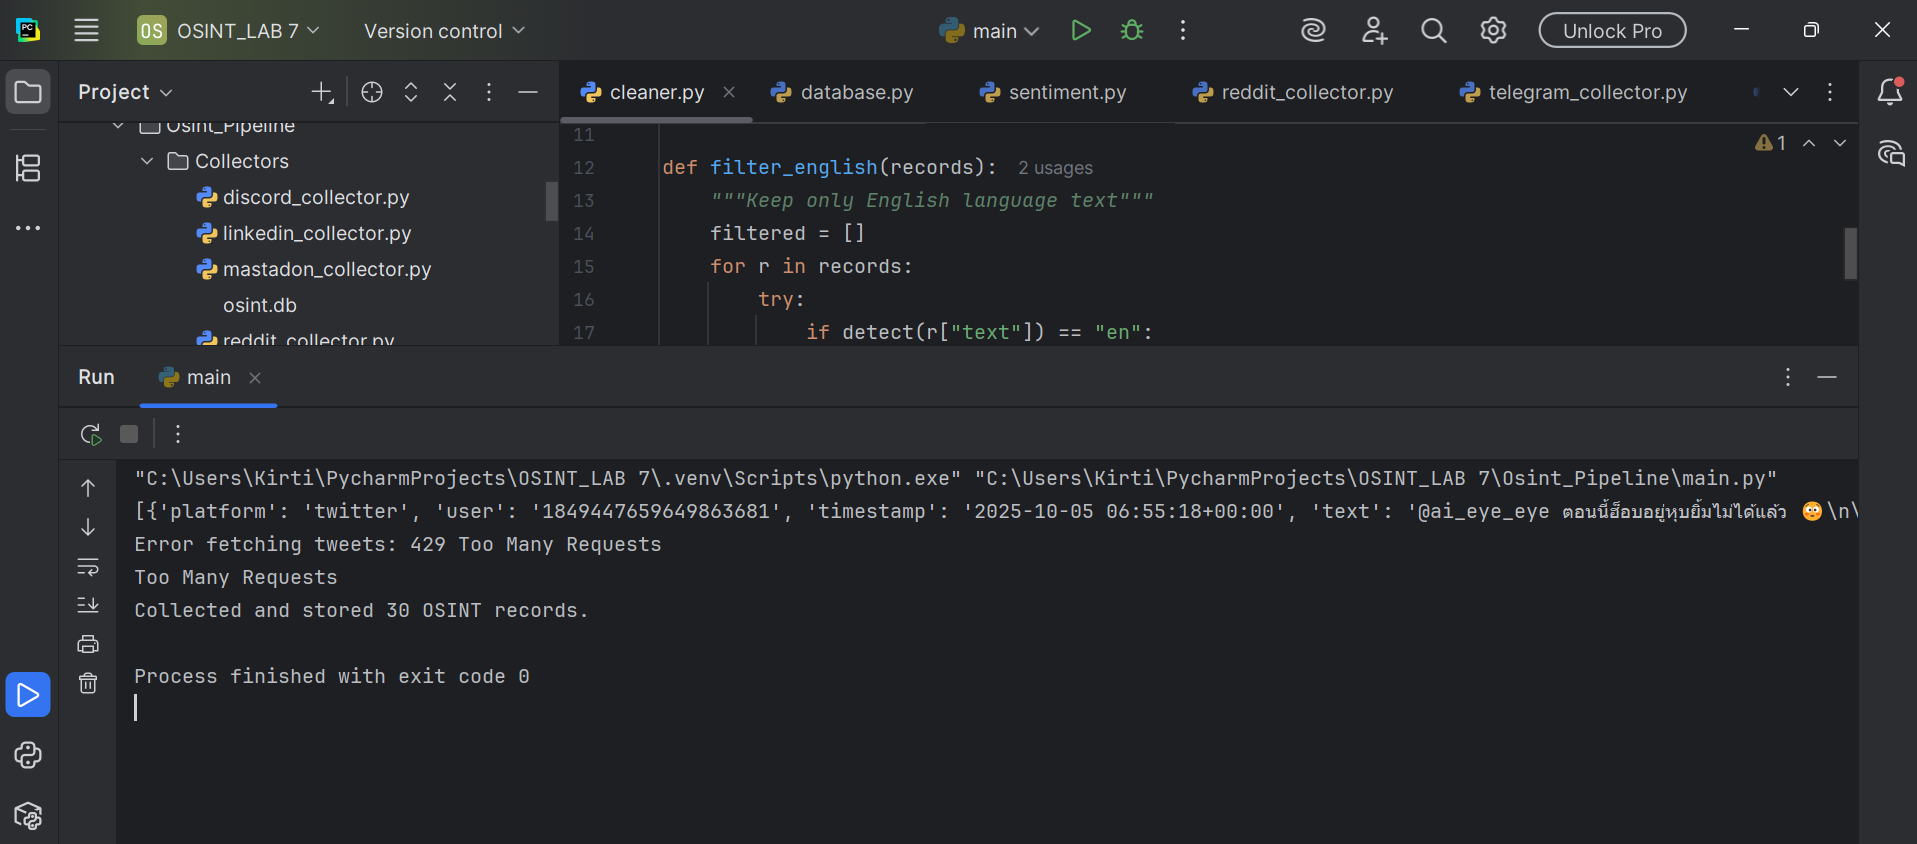 PC
OS OSINT_LAB 7 Version control main Unlock Pro
Project
cleaner.py database.py sentiment.py reddit_collector.py telegram_collector.py
Osint_Pipeline
Collectors
discord_collector.py
linkedin_collector.py
mastadon_collector.py
osint.db
reddit_collector.py
11
12 def filter_english(records): 2 usages
13 """Keep only English language text"""
14 filtered = []
15 for r in records:
16 try:
17 if detect(r["text"]) == "en":
1
Run main
"C:\Users\Kirti\PycharmProjects\OSINT_LAB 7\.venv\Scripts\python.exe" "C:\Users\Kirti\PycharmProjects\OSINT_LAB 7\Osint_Pipeline\main.py"
[{'platform': 'twitter', 'user': '1849447659649863681', 'timestamp': '2025-10-05 06:55:18+00:00', 'text': '@ai_eye_eye ตอนนี้ฮ็อบอยู่หุบยิ้มไม่ได้แล้ว 😳\n\
Error fetching tweets: 429 Too Many Requests
Too Many Requests
Collected and stored 30 OSINT records.
Process finished with exit code 0